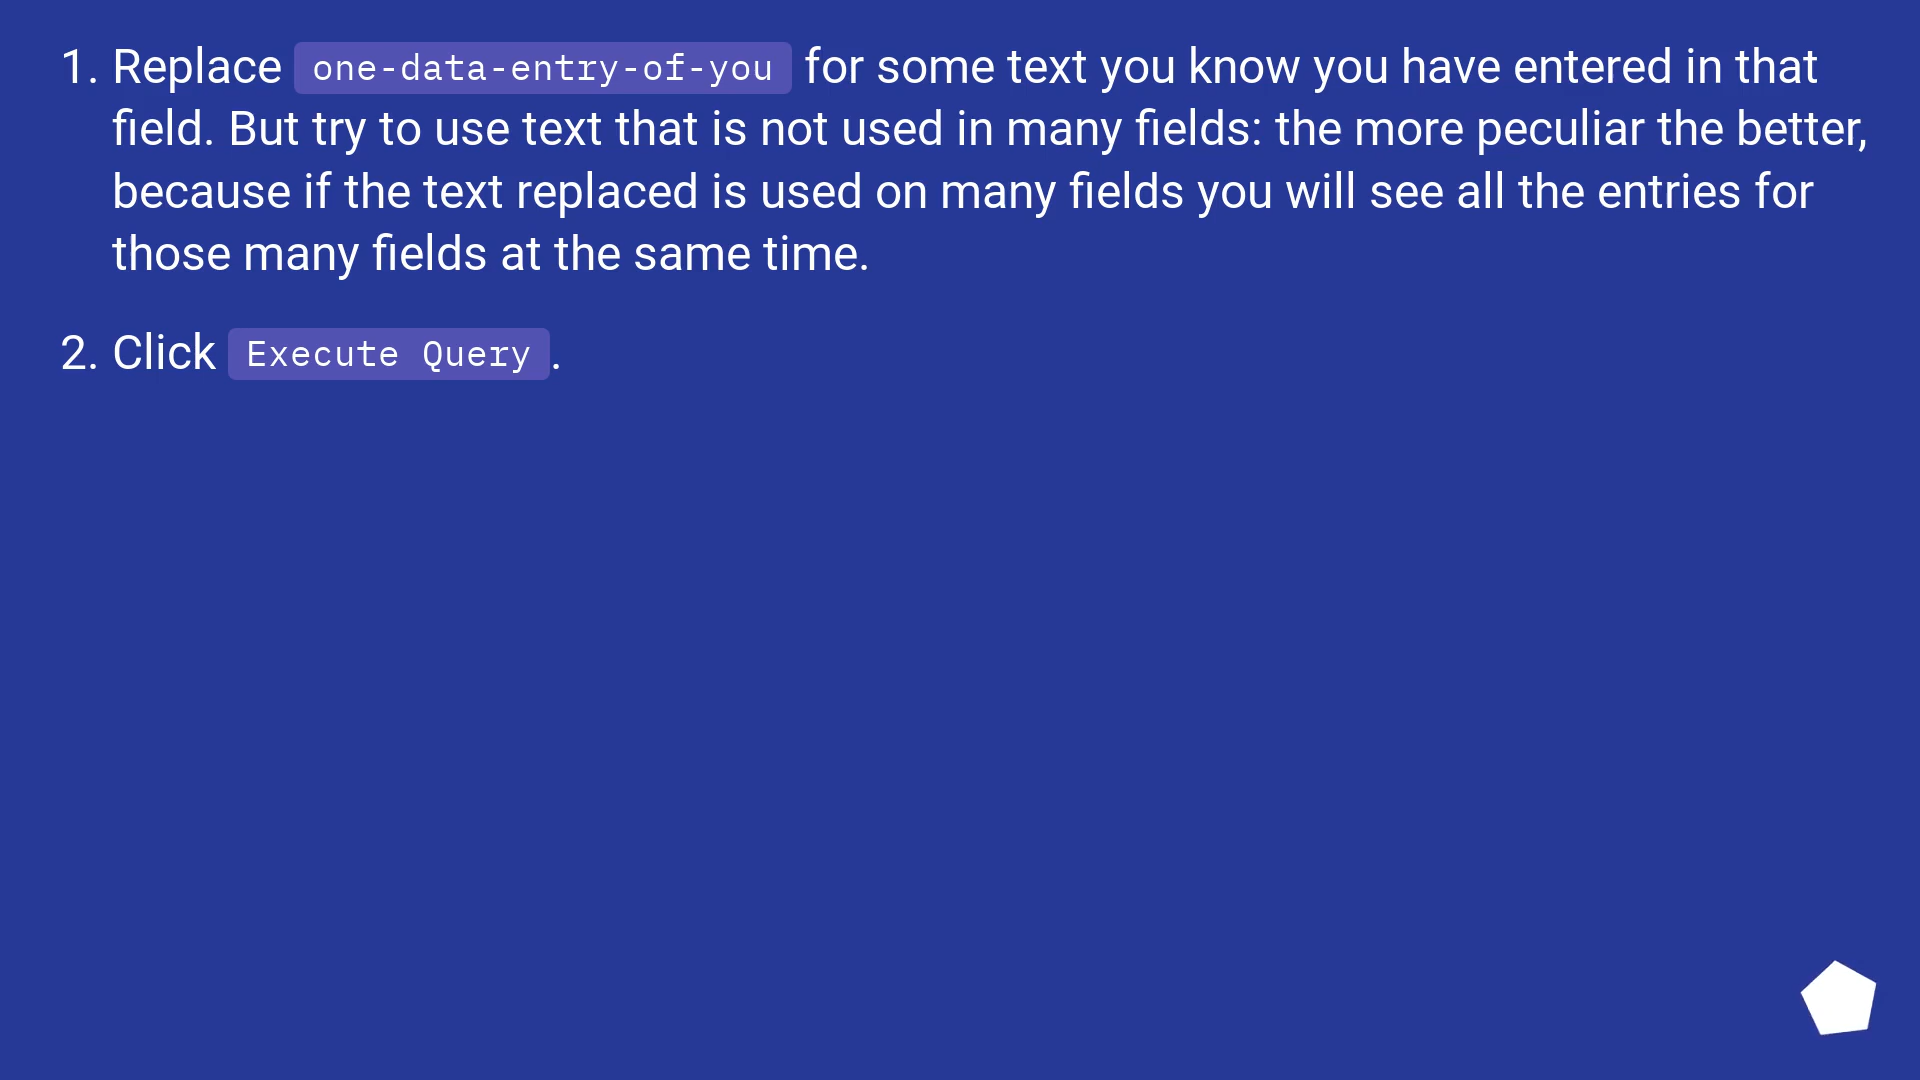 1. Replace one-data-entry-of-you for some text you know you have entered in that
field. But try to use text that is not used in many fields: the more peculiar the better,
because if the text replaced is used on many fields you will see all the entries for
those many fields at the same time.
2. Click Execute Query.